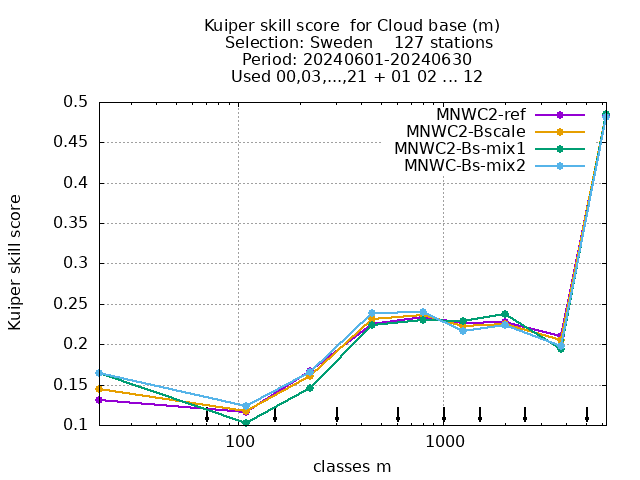 Kuiper skill score  for Cloud base (m)
Selection: Sweden    127 stations
Period: 20240601-20240630
Used 00,03,...,21 + 01 02 ... 12
MNWC2-ref
MNWC2-Bscale
MNWC2-Bs-mix1
MNWC-Bs-mix2
Kuiper skill score
0.5
0.45
0.4
0.35
0.3
0.25
0.2
0.15
0.1
100 1000
classes m